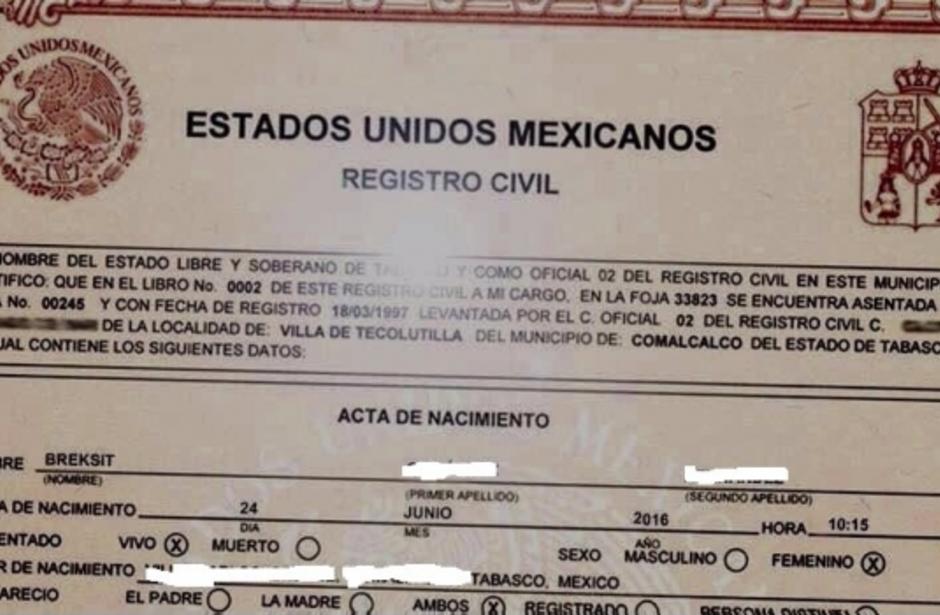 OS UNIDOS MEXICANOS
ESTADOS UNIDOS MEXICANOS
REGISTRO CIVIL
OMBRE DEL ESTADO LIBRE Y SOBERANO DE Y COMO OFICIAL 02 DEL REGISTRO CIVIL EN ESTE MUNICIP
TIFICO: QUE EN EL LIBRO No. 0002 DE ESTE REGISTRO CIVIL A MI CARGO, EN LA FOJA 33823 SE ENCUENTRA ASENTADA
A No. 00245 Y CON FECHA DE REGISTRO 18/03/1997 LEVANTADA POR EL C. OFICIAL 02 DEL REGISTRO CIVIL C.
DE LA LOCALIDAD DE: VILLA DE TECOLUTILLA DEL MUNICIPIO DE: COMALCALCO DEL ESTADO DE TABASC
UAL CONTIENE LOS SIGUIENTES DATOS:
ACTA DE NACIMIENTO
BRE BREKSIT
(NOMBRE) (PRIMER APELLIDO) (SEGUNDO APELLIDO)
A DE NACIMIENTO 24 JUNIO 2016 HORA 10:15
DIA MES AÑO
ENTADO VIVO X MUERTO SEXO MASCULINO FEMENINO X
R DE NACIMIENTO TABASCO, MEXICO
ARECIO EL PADRE LA MADRE AMBOS X REGISTRADO PERSONA DISTINTA